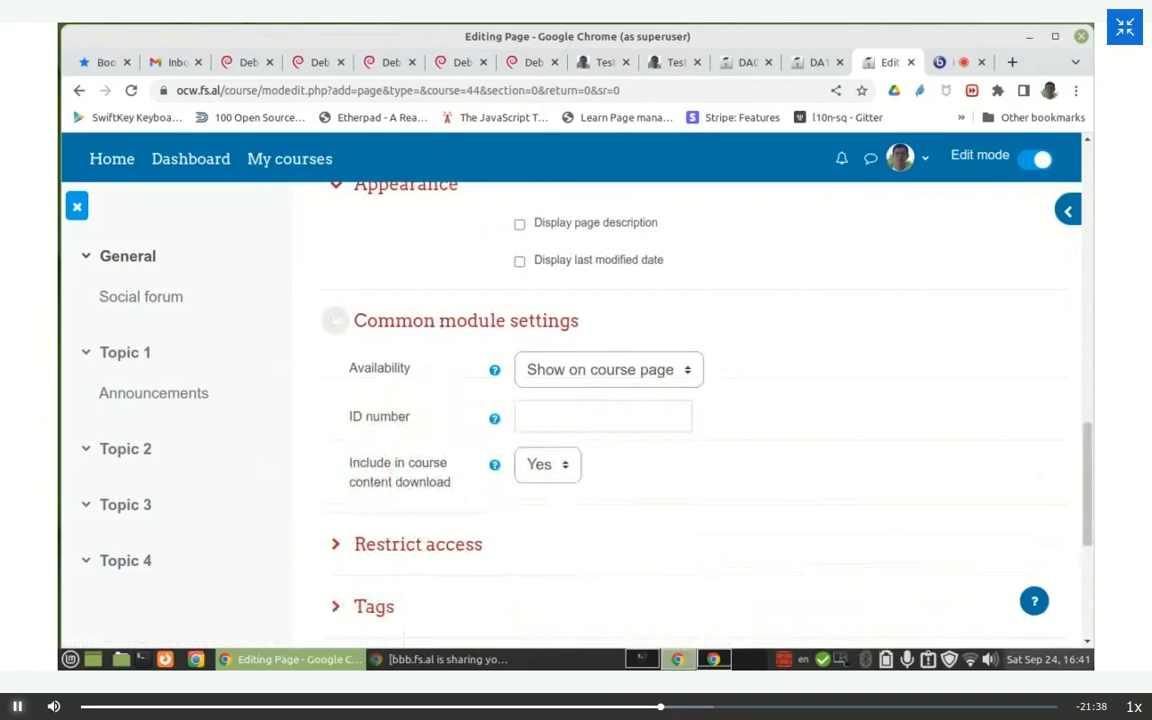 Editing Page - Google Chrome (as superuser)
Boo
Inbo
Deb
Deb
Deb
Deb
Deb
Test
Test
DA0
DA1
Edit
ocw.fs.al/course/modedit.php?add=page&type=&course=44&section=0&return=0&sr=0
SwiftKey Keyboa...
100 Open Source...
Etherpad - A Rea...
The JavaScript T...
Learn Page mana...
Stripe: Features
l10n-sq - Gitter
»
Other bookmarks
Home
Dashboard
My courses
Edit mode
Appearance
Display page description
General
Display last modified date
Social forum
Common module settings
Topic 1
Availability
Show on course page
Announcements
ID number
Topic 2
Include in course
content download
Yes
Topic 3
Restrict access
Topic 4
Tags
?
Editing Page - Google C...
[bbb.fs.al is sharing yo...
en
Sat Sep 24, 16:41
-21:38
1x